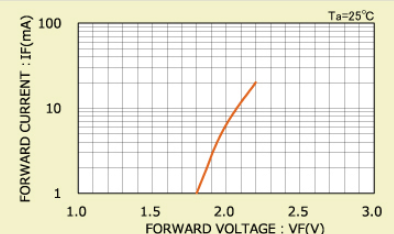 Ta=25°C
FORWARD CURRENT : IF(mA)
100
10
1
1.0 1.5 2.0 2.5 3.0
FORWARD VOLTAGE : VF(V)